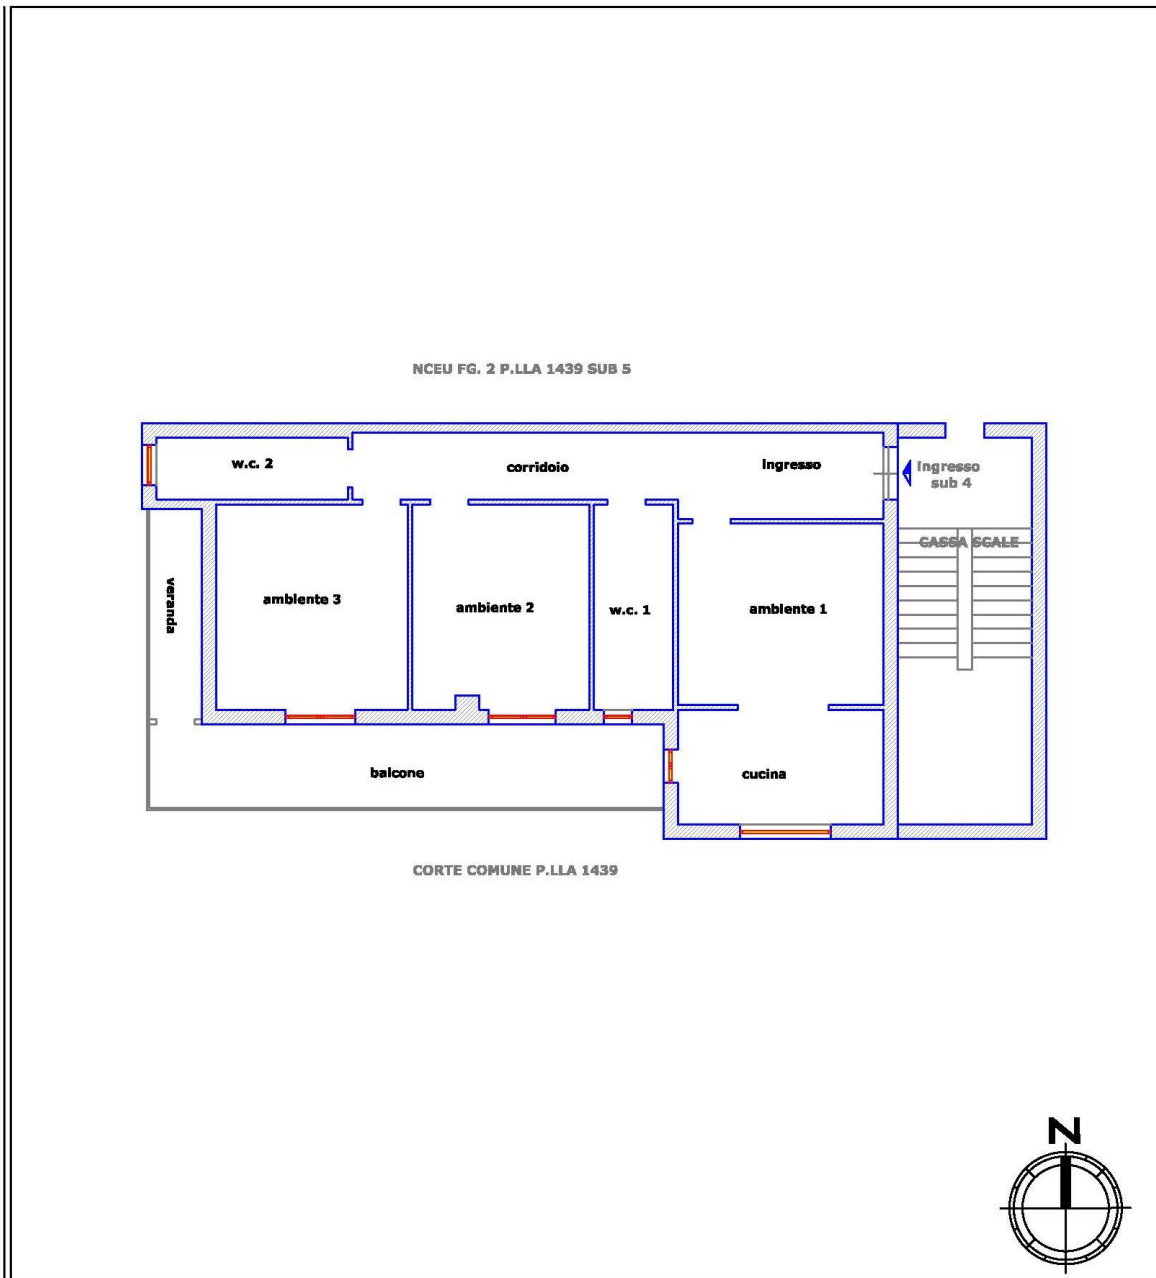 NCEU FG. 2 P.LLA 1439 SUB 5
w.c. 2
corridoio
ingresso
ingresso
sub 4
CASSA SCALE
veranda
ambiente 3
ambiente 2
w.c. 1
ambiente 1
balcone
cucina
CORTE COMUNE P.LLA 1439
N